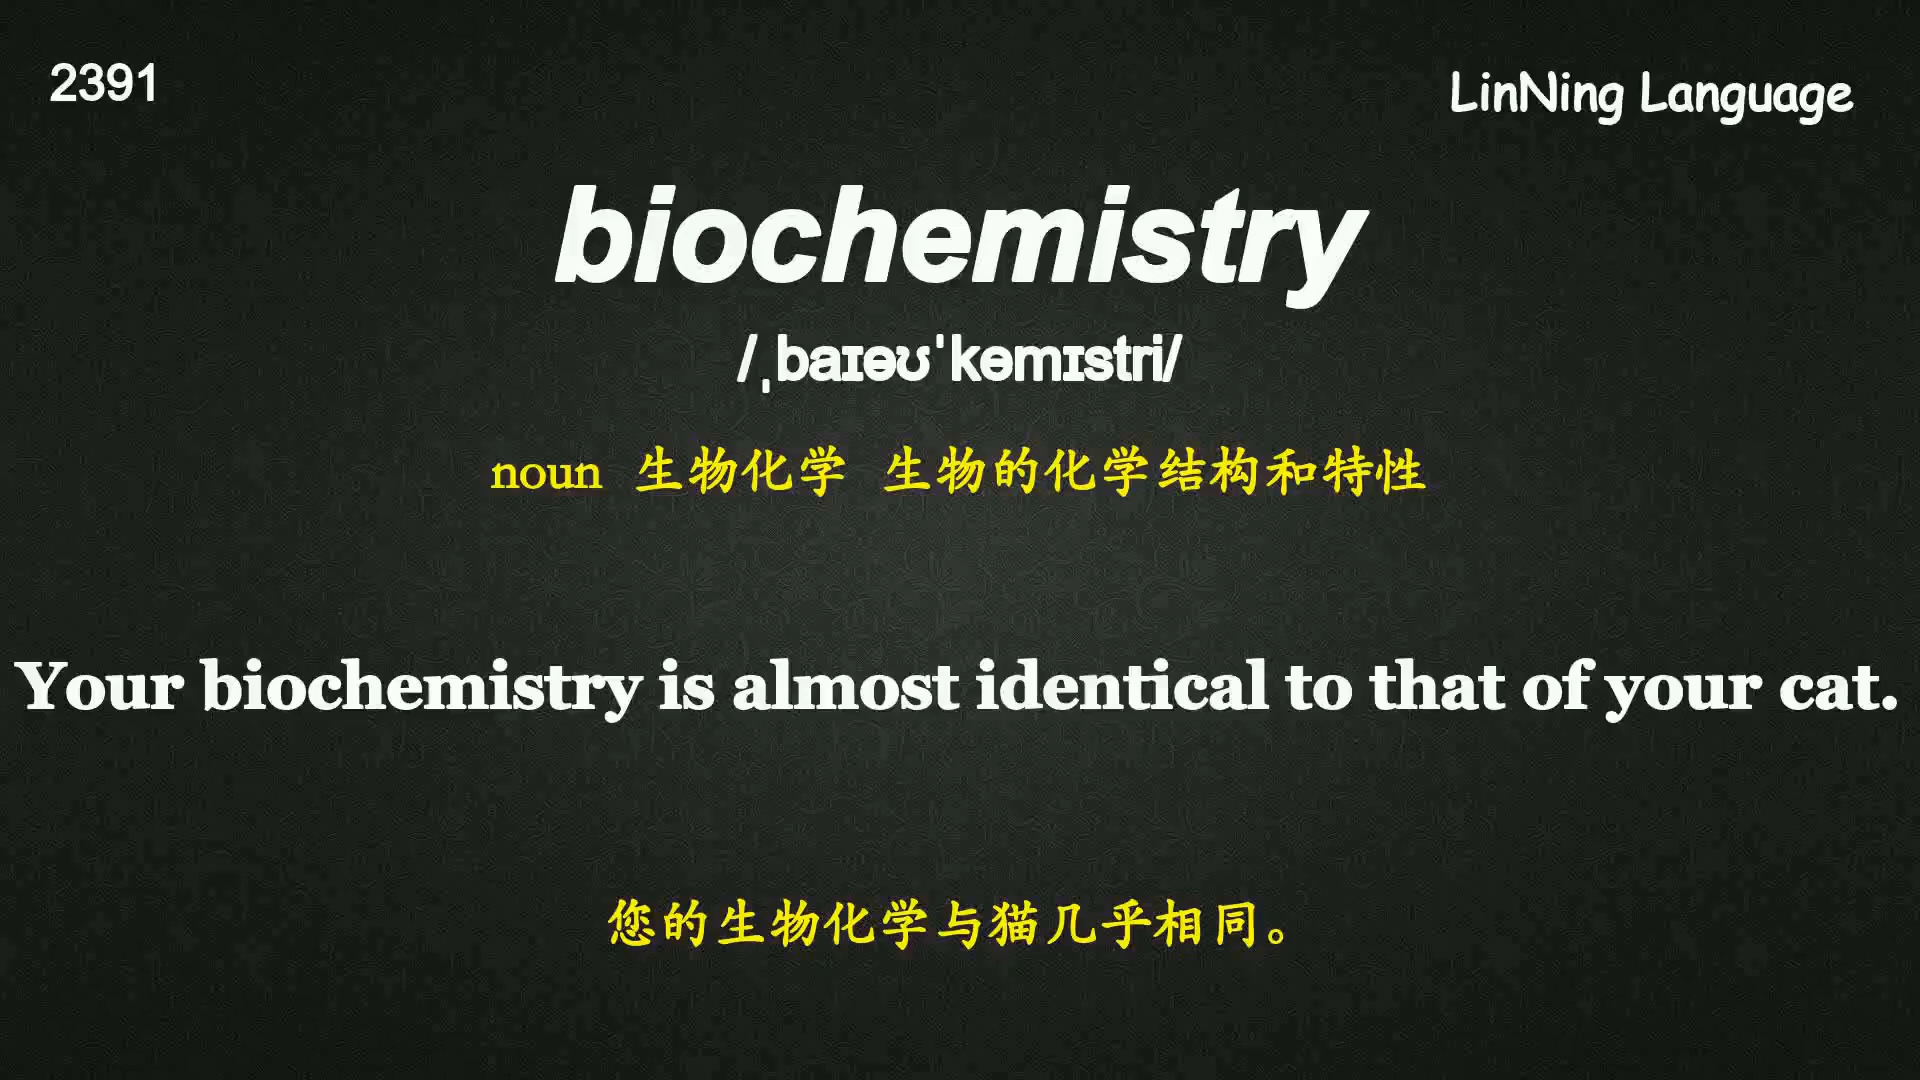 2391
LinNing Language
biochemistry
/ˌbaɪɵʊˈkɵmɪstri/
noun 生物化学 生物的化学结构和特性
Your biochemistry is almost identical to that of your cat.
您的生物化学与猫几乎相同。